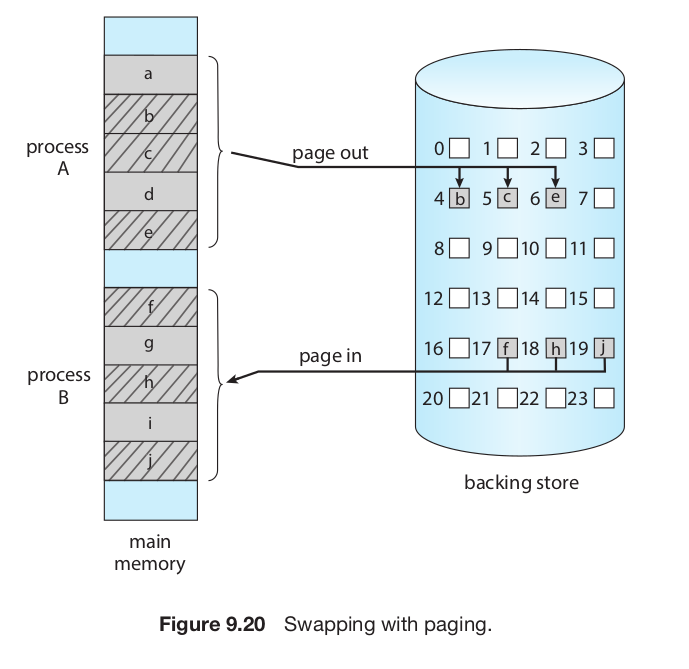 a
b
c
d
e
process
A
f
g
h
i
j
process
B
main
memory
page out
page in
0 1 2 3
4 b 5 c 6 e 7
8 9 10 11
12 13 14 15
16 17 f 18 h 19 j
20 21 22 23
backing store
Figure 9.20 Swapping with paging.